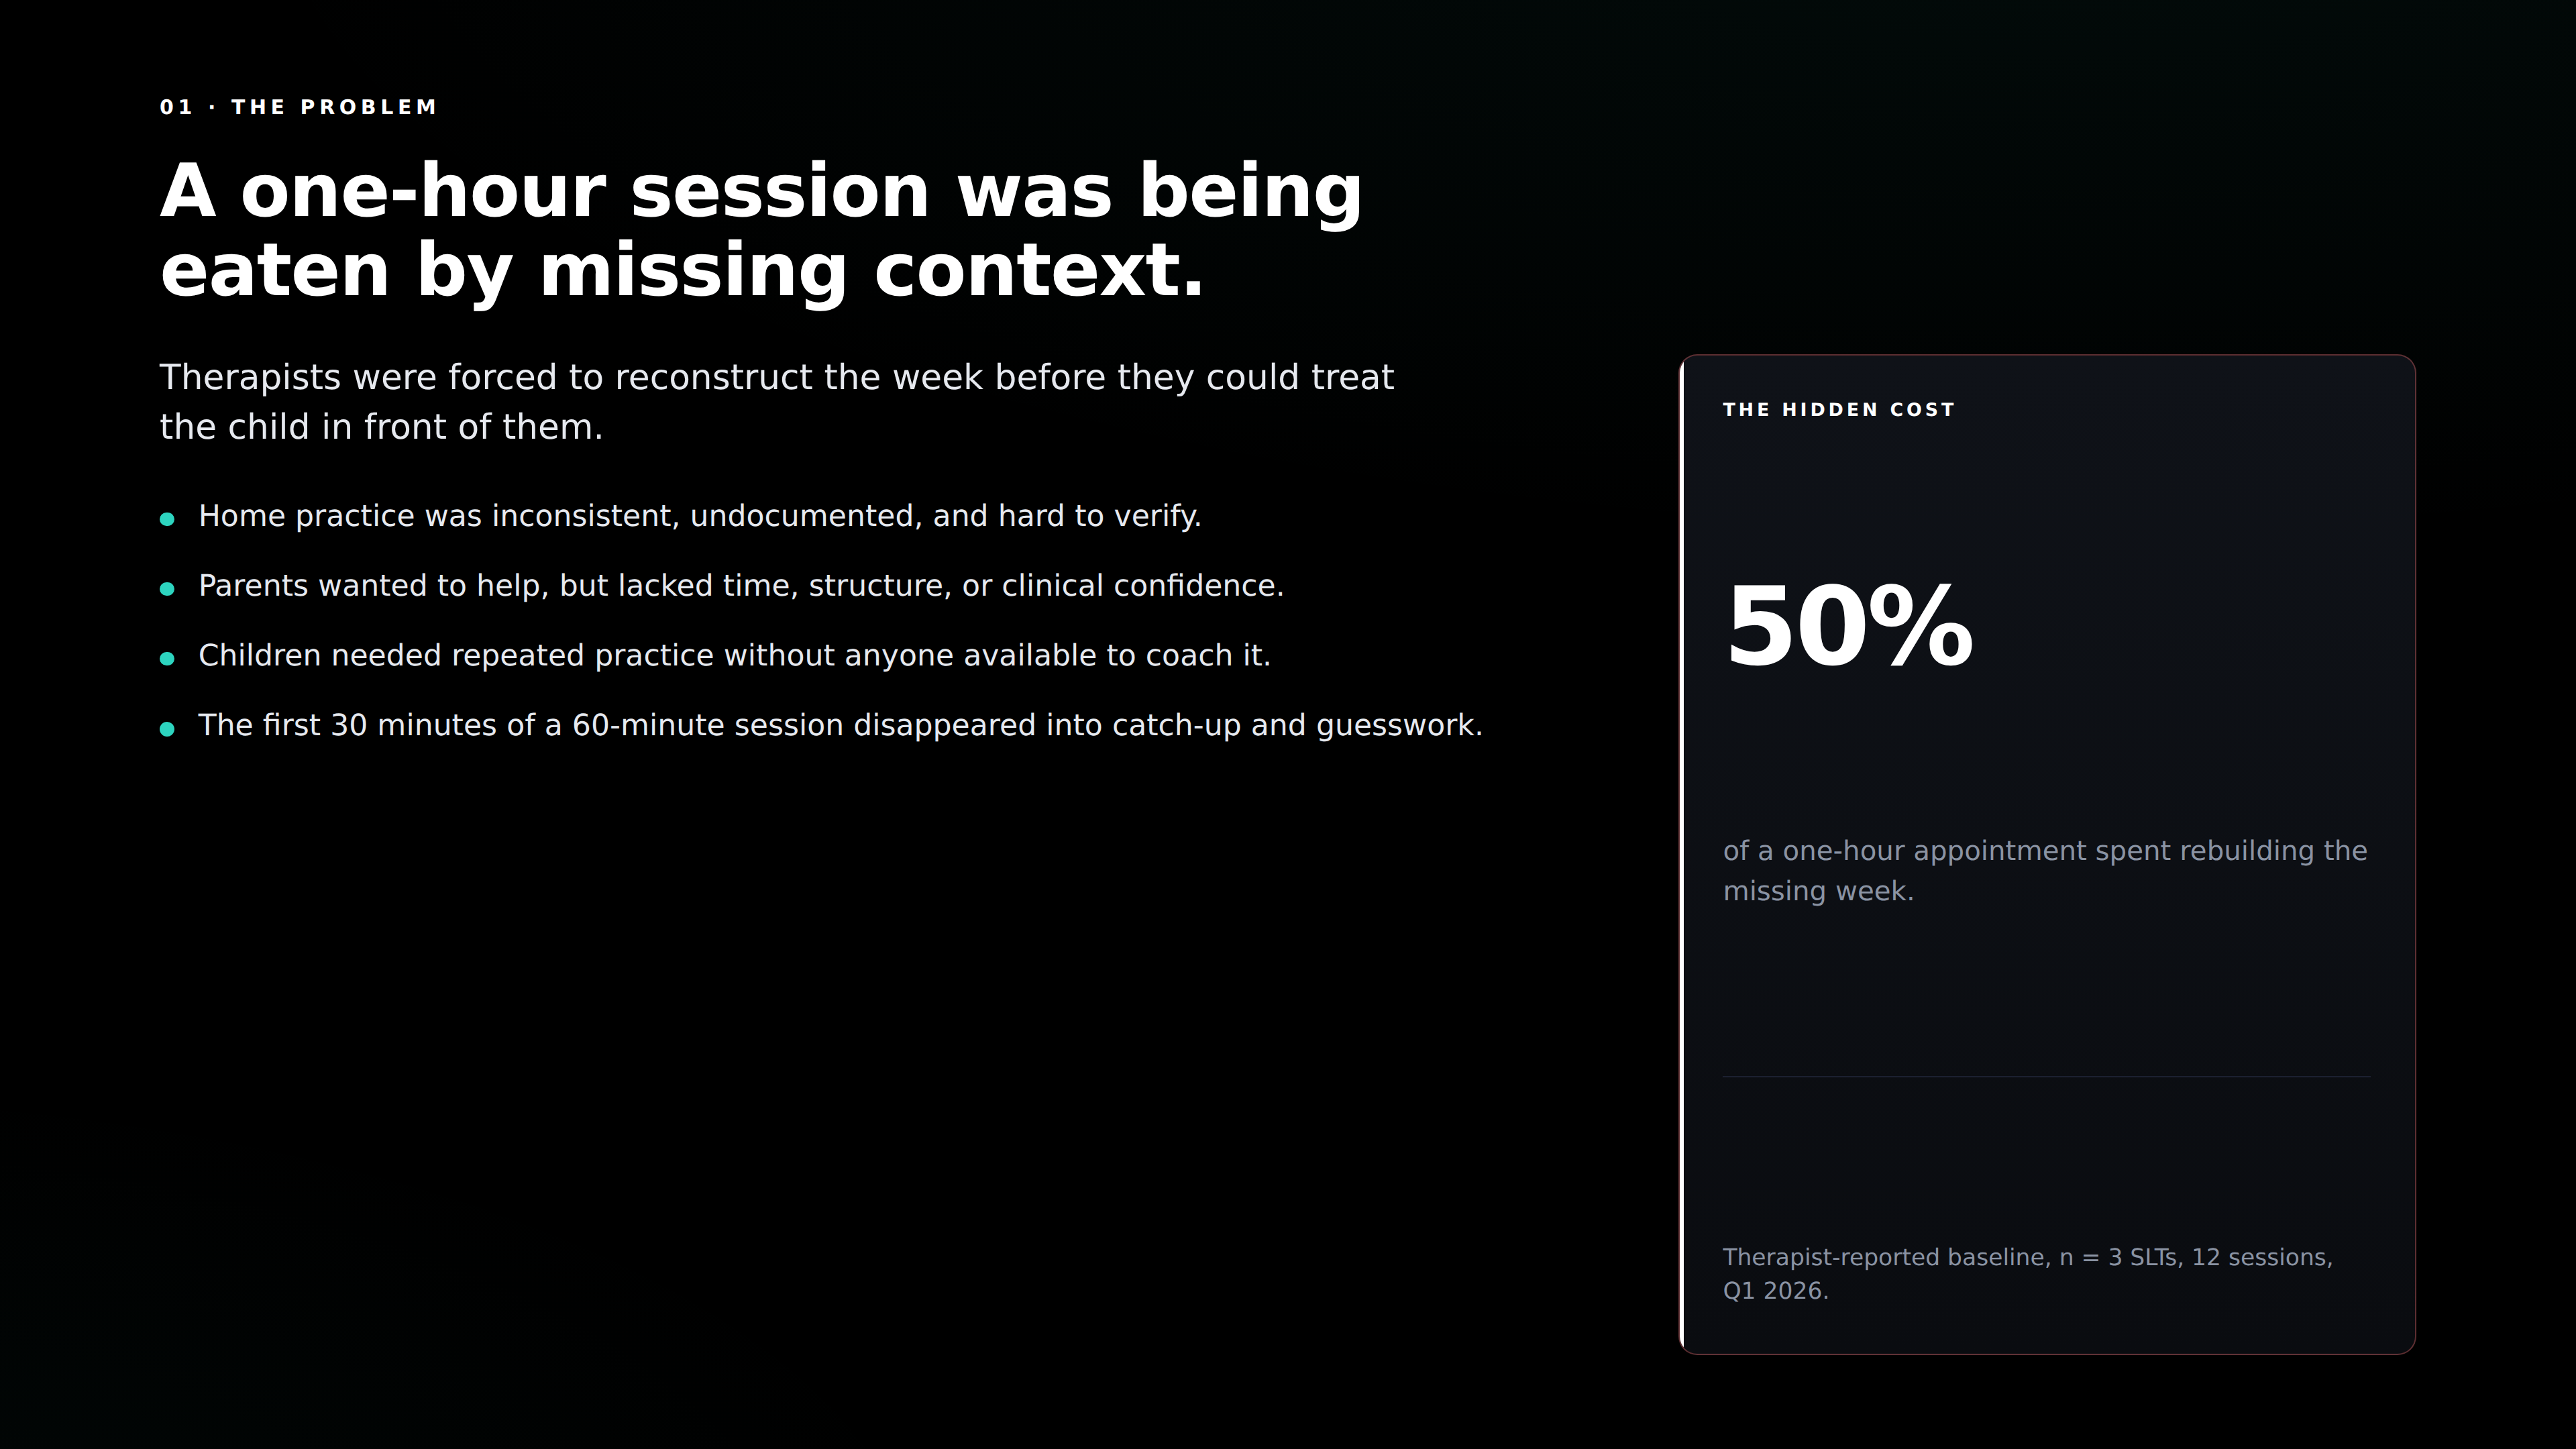 01 · THE PROBLEM
A one-hour session was being
eaten by missing context.
Therapists were forced to reconstruct the week before they could treat
the child in front of them.
Home practice was inconsistent, undocumented, and hard to verify.
Parents wanted to help, but lacked time, structure, or clinical confidence.
Children needed repeated practice without anyone available to coach it.
The first 30 minutes of a 60-minute session disappeared into catch-up and guesswork.
THE HIDDEN COST
50%
of a one-hour appointment spent rebuilding the
missing week.
Therapist-reported baseline, n = 3 SLTs, 12 sessions,
Q1 2026.